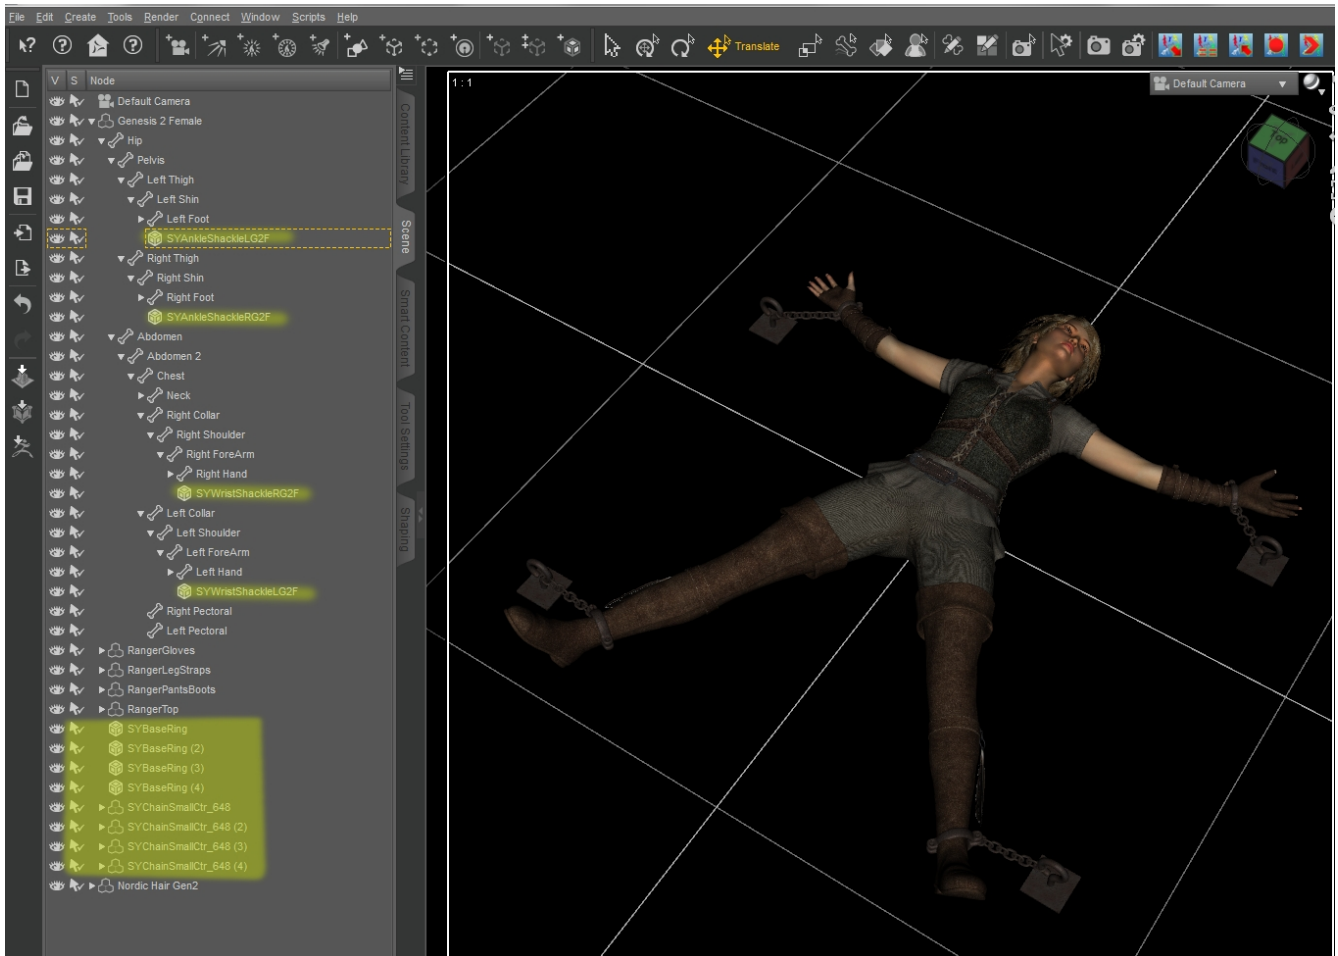 File Edit Create Tools Render Connect Window Scripts Help
Translate
V S Node
Default Camera
Genesis 2 Female
Hip
Pelvis
Left Thigh
Left Shin
Left Foot
SYAnkleShackleLG2F
Right Thigh
Right Shin
Right Foot
SYAnkleShackleRG2F
Abdomen
Abdomen 2
Chest
Neck
Right Collar
Right Shoulder
Right ForeArm
Right Hand
SYWristShackleRG2F
Left Collar
Left Shoulder
Left ForeArm
Left Hand
SYWristShackleLG2F
Right Pectoral
Left Pectoral
RangerGloves
RangerLegStraps
RangerPantsBoots
RangerTop
SYBaseRing
SYBaseRing (2)
SYBaseRing (3)
SYBaseRing (4)
SYChainSmallCtr_648
SYChainSmallCtr_648 (2)
SYChainSmallCtr_648 (3)
SYChainSmallCtr_648 (4)
Nordic Hair Gen2
Content Library
Scene
Smart Content
Tool Settings
Shaping
1 : 1
Default Camera
Top